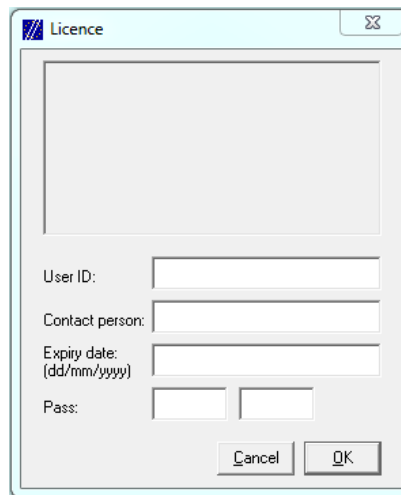 Licence
User ID:
Contact person:
Expiry date:
(dd/mm/yyyy)
Pass:
Cancel OK